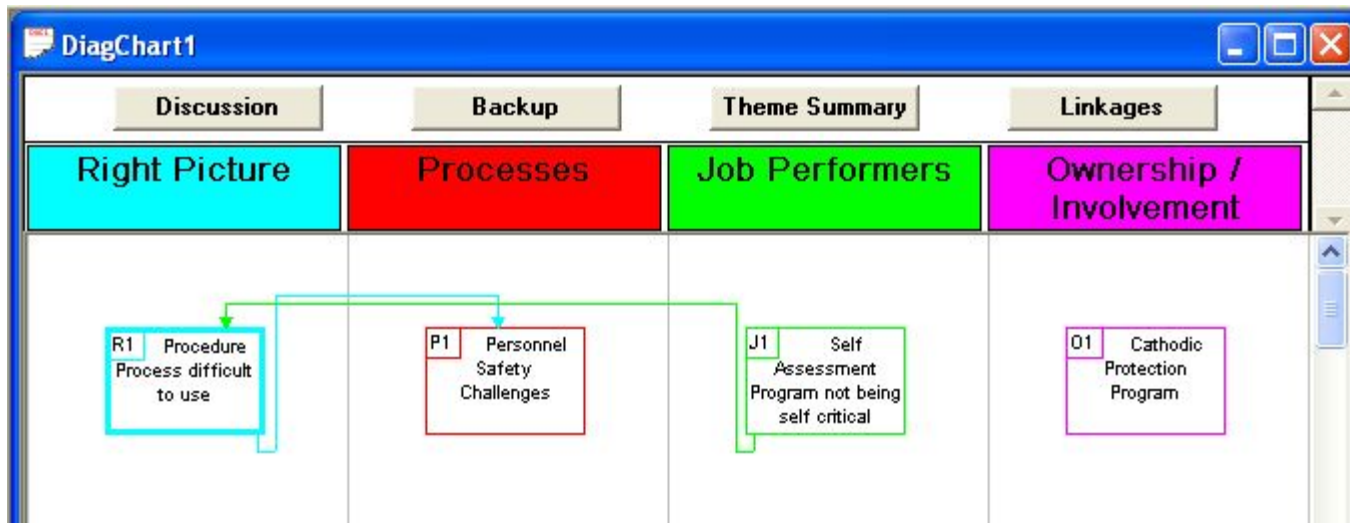 DiagChart1
Discussion
Backup
Theme Summary
Linkages
Right Picture
Processes
Job Performers
Ownership /
Involvement
R1 Procedure
Process difficult
to use
P1 Personnel
Safety
Challenges
J1 Self
Assessment
Program not being
self critical
O1 Cathodic
Protection
Program